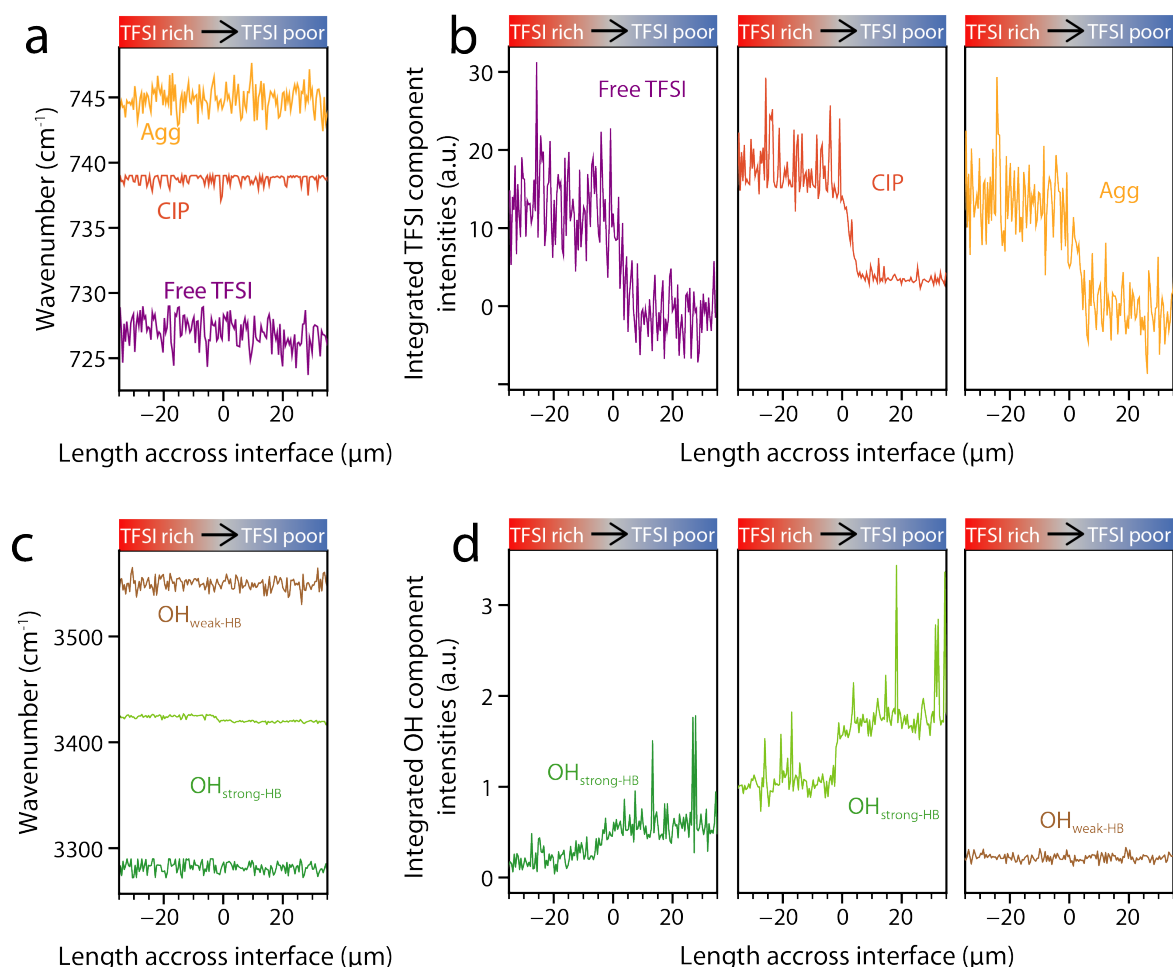 a
TFSI rich → TFSI poor
Wavenumber (cm⁻¹)
745
740
735
730
725
Agg
CIP
Free TFSI
−20 0 20
Length accross interface (μm)
b
TFSI rich → TFSI poor
TFSI rich → TFSI poor
TFSI rich → TFSI poor
Integrated TFSI component
intensities (a.u.)
30
20
10
0
Free TFSI
CIP
Agg
−20 0 20
−20 0 20
−20 0 20
Length accross interface (μm)
c
TFSI rich → TFSI poor
Wavenumber (cm⁻¹)
3500
3400
3300
OHweak-HB
OHstrong-HB
−20 0 20
Length accross interface (μm)
d
TFSI rich → TFSI poor
TFSI rich → TFSI poor
TFSI rich → TFSI poor
Integrated OH component
intensities (a.u.)
3
2
1
0
OHstrong-HB
OHstrong-HB
OHweak-HB
−20 0 20
−20 0 20
−20 0 20
Length accross interface (μm)